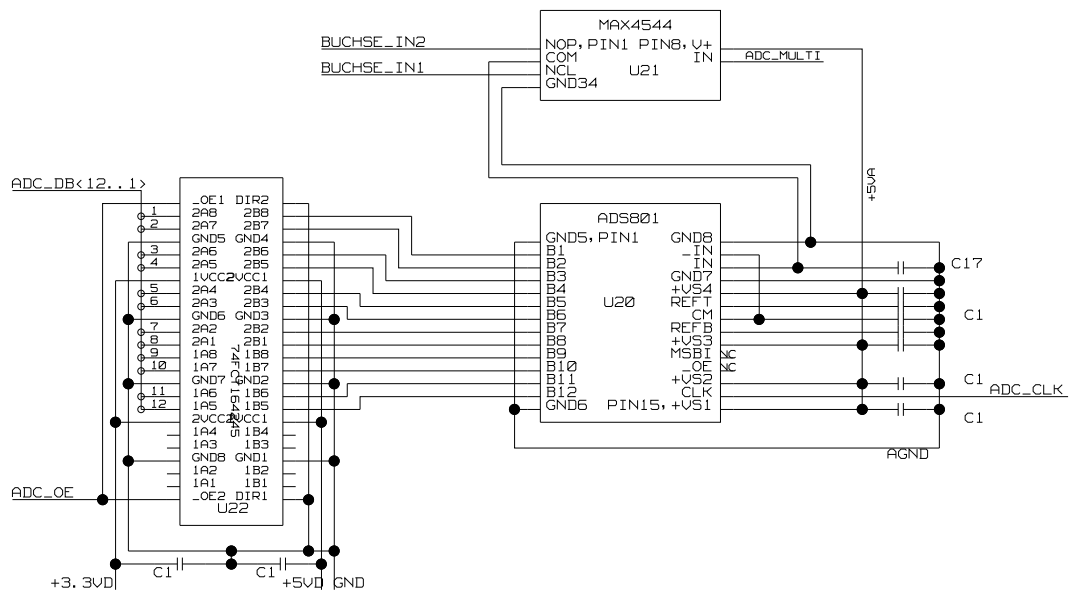 MAX4544
BUCHSE_IN2
NOP,PIN1 PIN8,V+
COM IN
ADC_MULTI
BUCHSE_IN1
NCL
U21
GND34
+5VA
ADC_DB<12..1>
_OE1 DIR2
1 2A8 2B8
2 2A7 2B7
GND5 GND4
3 2A6 2B6
4 2A5 2B5
1VCC2 2VCC1
5 2A4 2B4
6 2A3 2B3
GND6 GND3
7 2A2 2B2
8 2A1 2B1
9 1A8 1B8
10 1A7 1B7
GND7 GND2
11 1A6 1B6
12 1A5 1B5
2VCC2 1VCC1
1A4 1B4
1A3 1B3
GND8 GND1
1A2 1B2
1A1 1B1
_OE2 DIR1
U22
ADC_OE
ADS801
GND5,PIN1 GND8
B1 _IN
B2 IN
C17
B3 GND7
B4 +VS4
B5 REFT
U20
B6 CM
C1
B7 REFB
B8 +VS3
B9 MSBI NC
B10 _OE NC
B11 +VS2
C1
B12 CLK
ADC_CLK
GND6 PIN15,+VS1
C1
AGND
C1 C1
+3.3VD +5VD GND